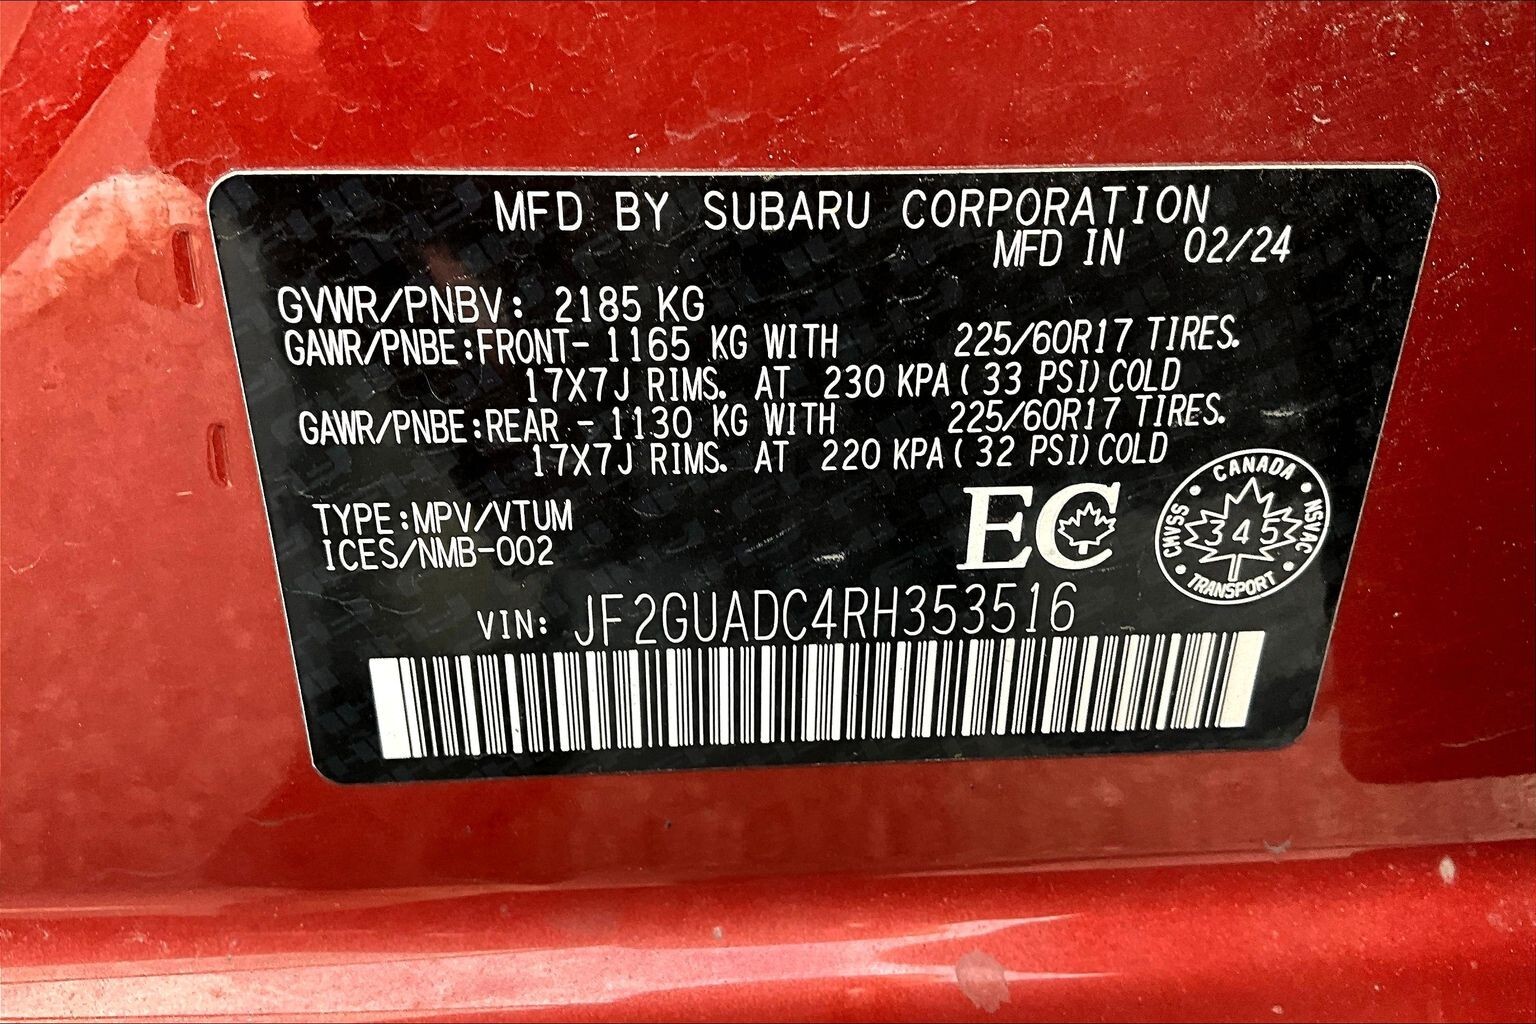 MFD BY SUBARU CORPORATION
MFD IN 02/24
GVWR/PNBV: 2185 KG
GAWR/PNBE:FRONT- 1165 KG WITH 225/60R17 TIRES.
17X7J RIMS. AT 230 KPA(33 PSI)COLD
GAWR/PNBE:REAR - 1130 KG WITH 225/60R17 TIRES.
17X7J RIMS. AT 220 KPA(32 PSI)COLD
TYPE:MPV/VTUM
ICES/NMB-002
EC
CANADA
CMVSS 345 NSVAC
TRANSPORT
VIN: JF2GUADC4RH353516